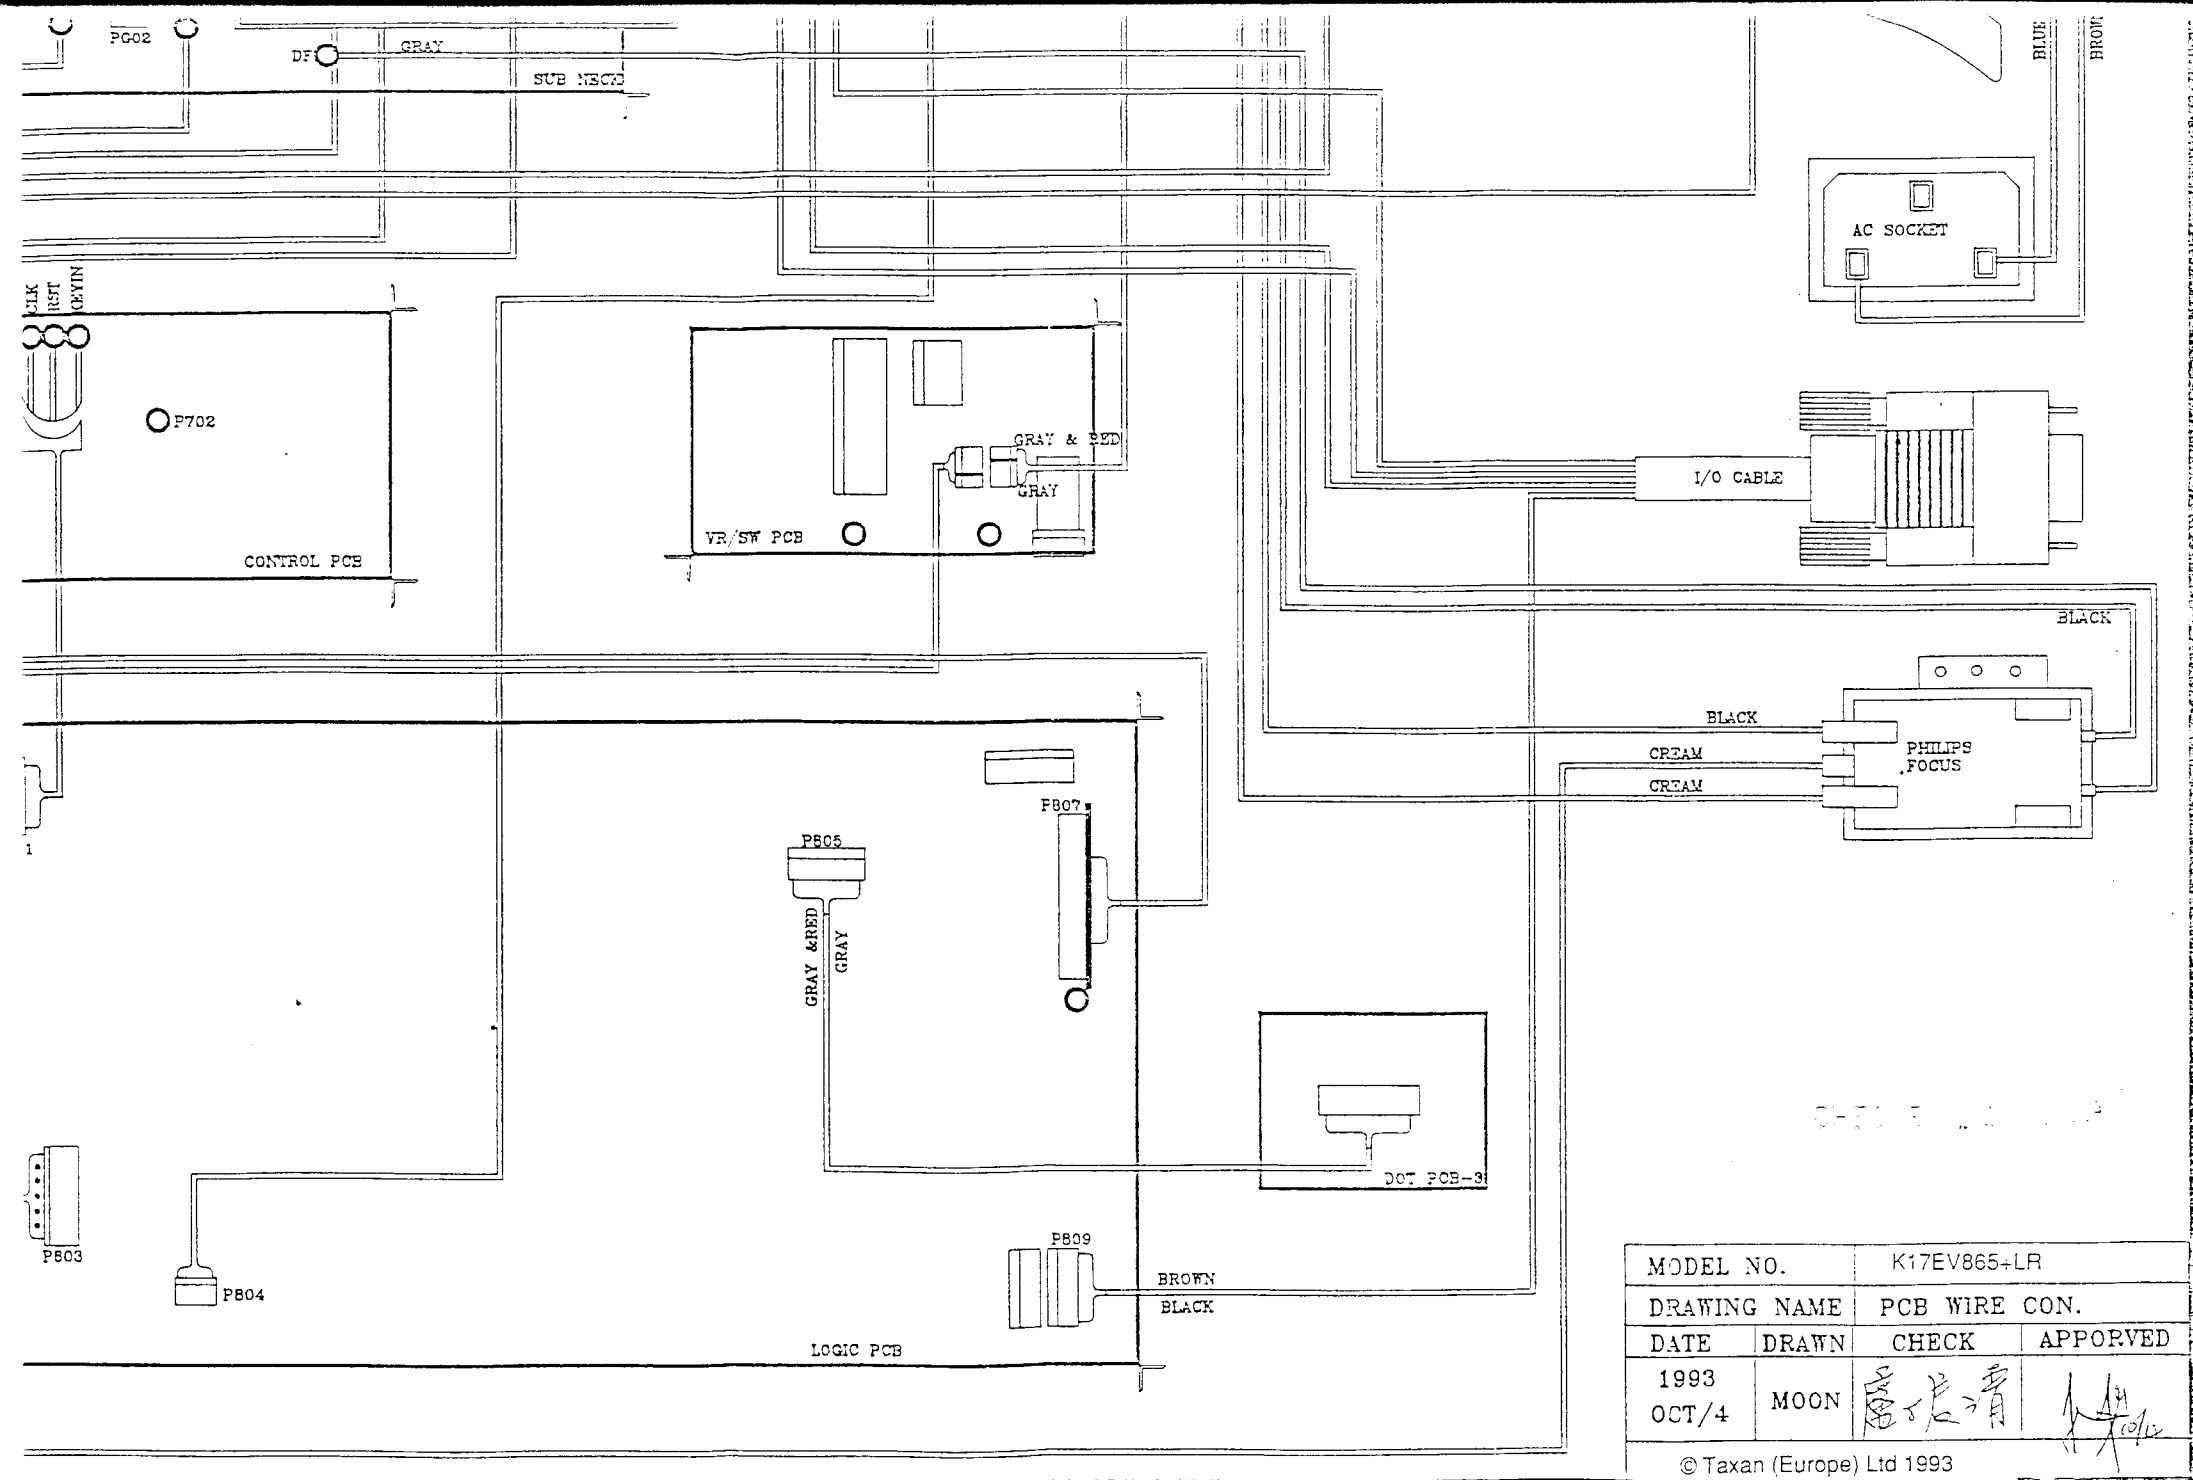 PG02
DF
GRAY
SUB NECK
BLUE
AC SOCKET
CLK
RST
KEYIN
P702
CONTROL PCB
GRAY & RED
GRAY
VR/SW PCB
I/O CABLE
BLACK
BLACK
CREAM
CREAM
PHILIPS
FOCUS
1
P807
P805
GRAY &RED
GRAY
DOT PCB-3
P803
P804
P809
BROWN
BLACK
LOGIC PCB
MODEL NO. K17EV865+LR
DRAWING NAME PCB WIRE CON.
DATE DRAWN CHECK APPORVED
1993
OCT/4
MOON
© Taxan (Europe) Ltd 1993